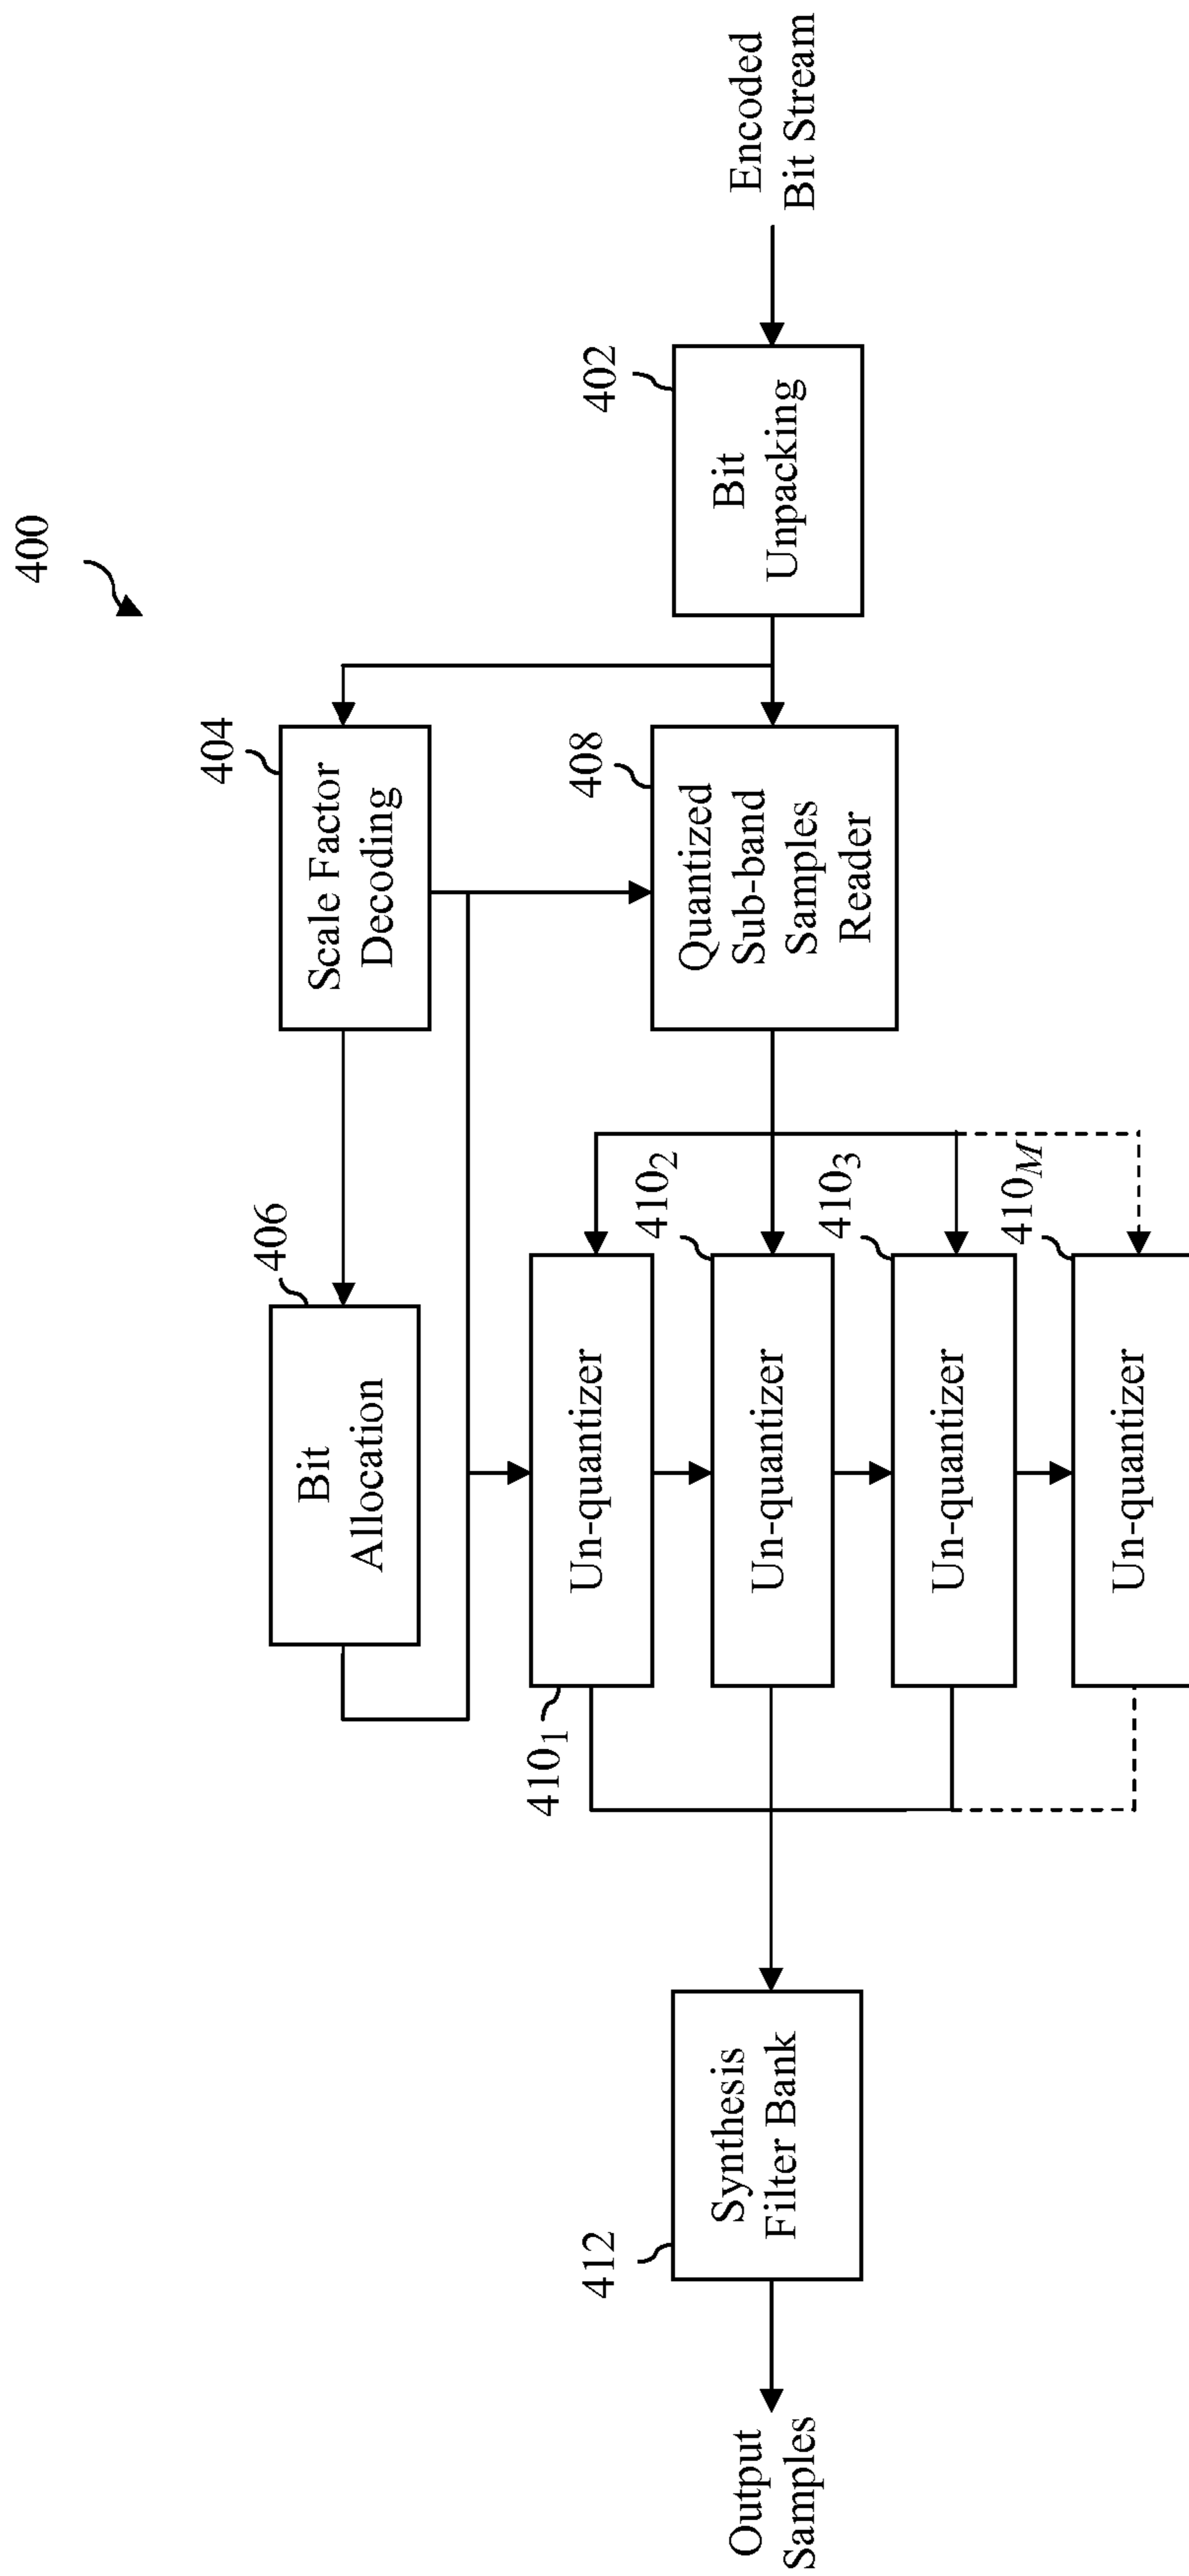 400
Encoded
Bit Stream
402
Bit
Unpacking
404
Scale Factor
Decoding
408
Quantized
Sub-band
Samples
Reader
406
Bit
Allocation
410₁
Un-quantizer
410₂
Un-quantizer
410₃
Un-quantizer
410_M
Un-quantizer
412
Synthesis
Filter Bank
Output
Samples